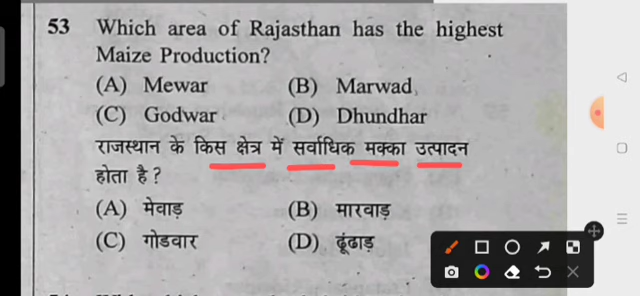 53 Which area of Rajasthan has the highest
Maize Production?
(A) Mewar (B) Marwad
(C) Godwar (D) Dhundhar
राजस्थान के किस क्षेत्र में सर्वाधिक मक्का उत्पादन
होता है ?
(A) मेवाड़ (B) मारवाड़
(C) गोडवार (D) ढूंढाड़